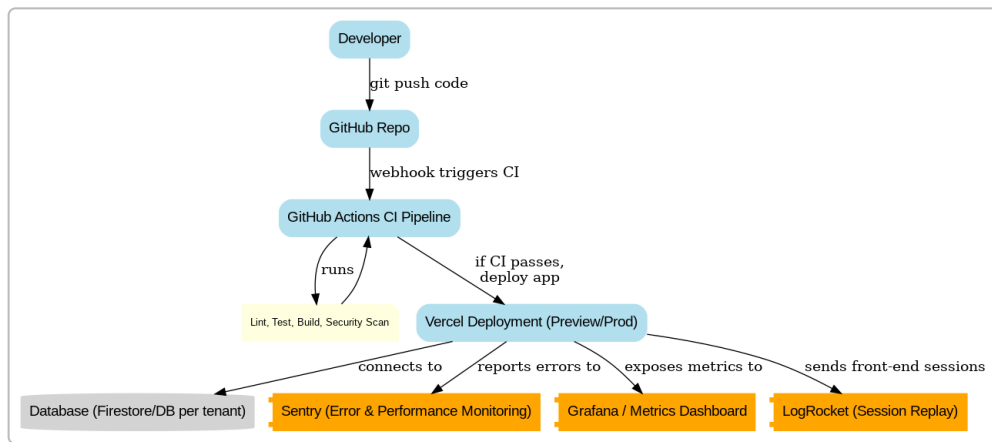 Developer
git push code
GitHub Repo
webhook triggers CI
GitHub Actions CI Pipeline
runs
if CI passes,
deploy app
Lint, Test, Build, Security Scan
Vercel Deployment (Preview/Prod)
connects to
reports errors to
exposes metrics to
sends front-end sessions
Database (Firestore/DB per tenant)
Sentry (Error & Performance Monitoring)
Grafana / Metrics Dashboard
LogRocket (Session Replay)